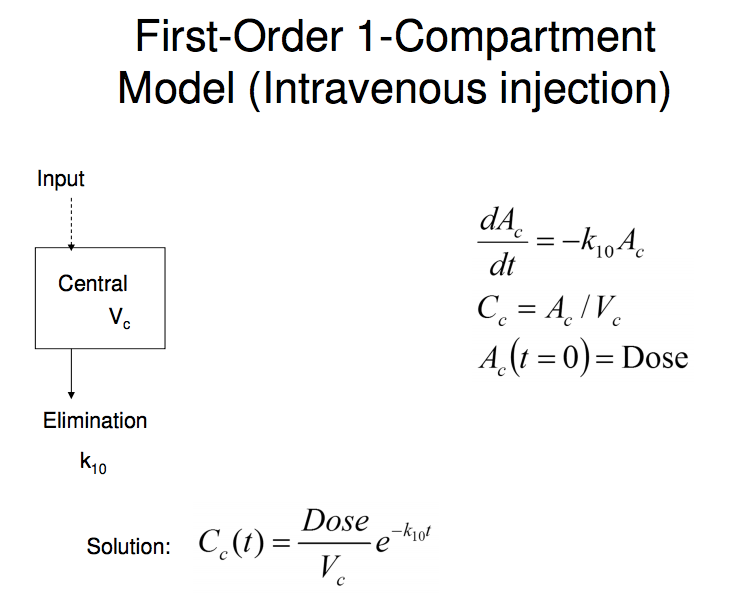 First-Order 1-Compartment
Model (Intravenous injection)
Input
Central
V_c
Elimination
k_10
dA_c/dt = −k_10 A_c
C_c = A_c / V_c
A_c(t = 0) = Dose
Solution: C_c(t) = Dose/V_c e^(−k_10 t)